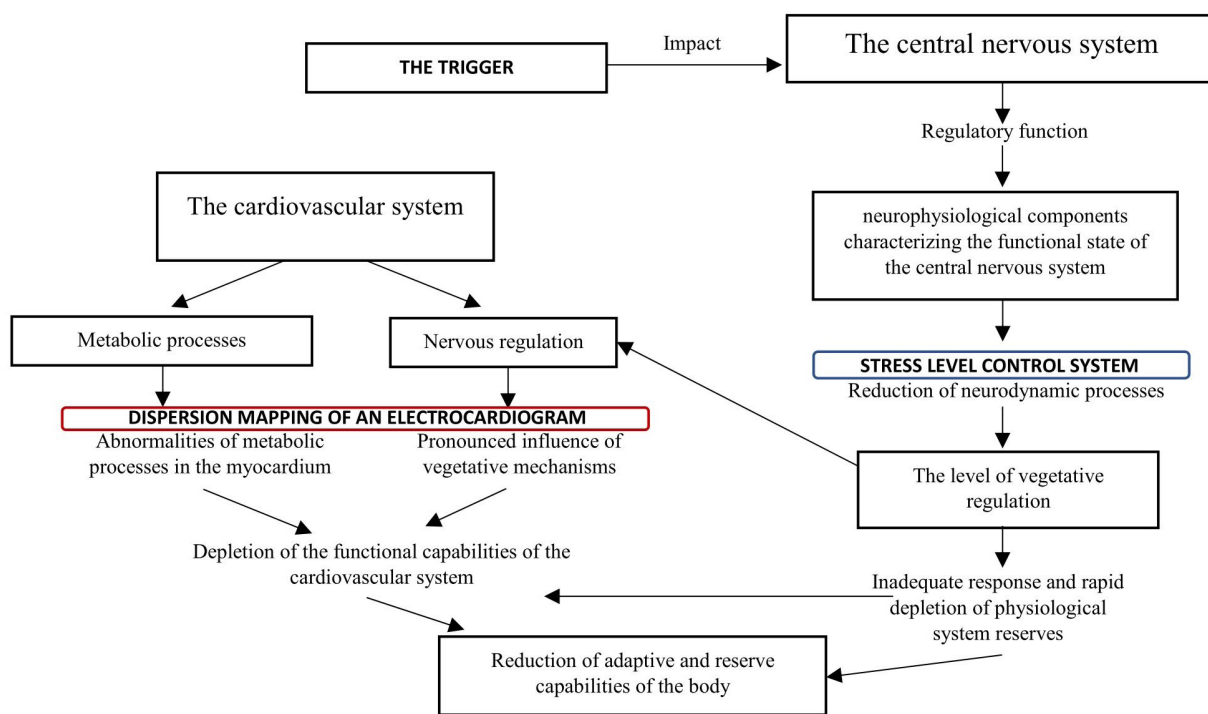 Impact
The central nervous system
THE TRIGGER
Regulatory function
The cardiovascular system
neurophysiological components
characterizing the functional state of
the central nervous system
Metabolic processes
Nervous regulation
STRESS LEVEL CONTROL SYSTEM
Reduction of neurodynamic processes
DISPERSION MAPPING OF AN ELECTROCARDIOGRAM
Abnormalities of metabolic
processes in the myocardium
Pronounced influence of
vegetative mechanisms
The level of vegetative
regulation
Depletion of the functional capabilities of the
cardiovascular system
Inadequate response and rapid
depletion of physiological
system reserves
Reduction of adaptive and reserve
capabilities of the body